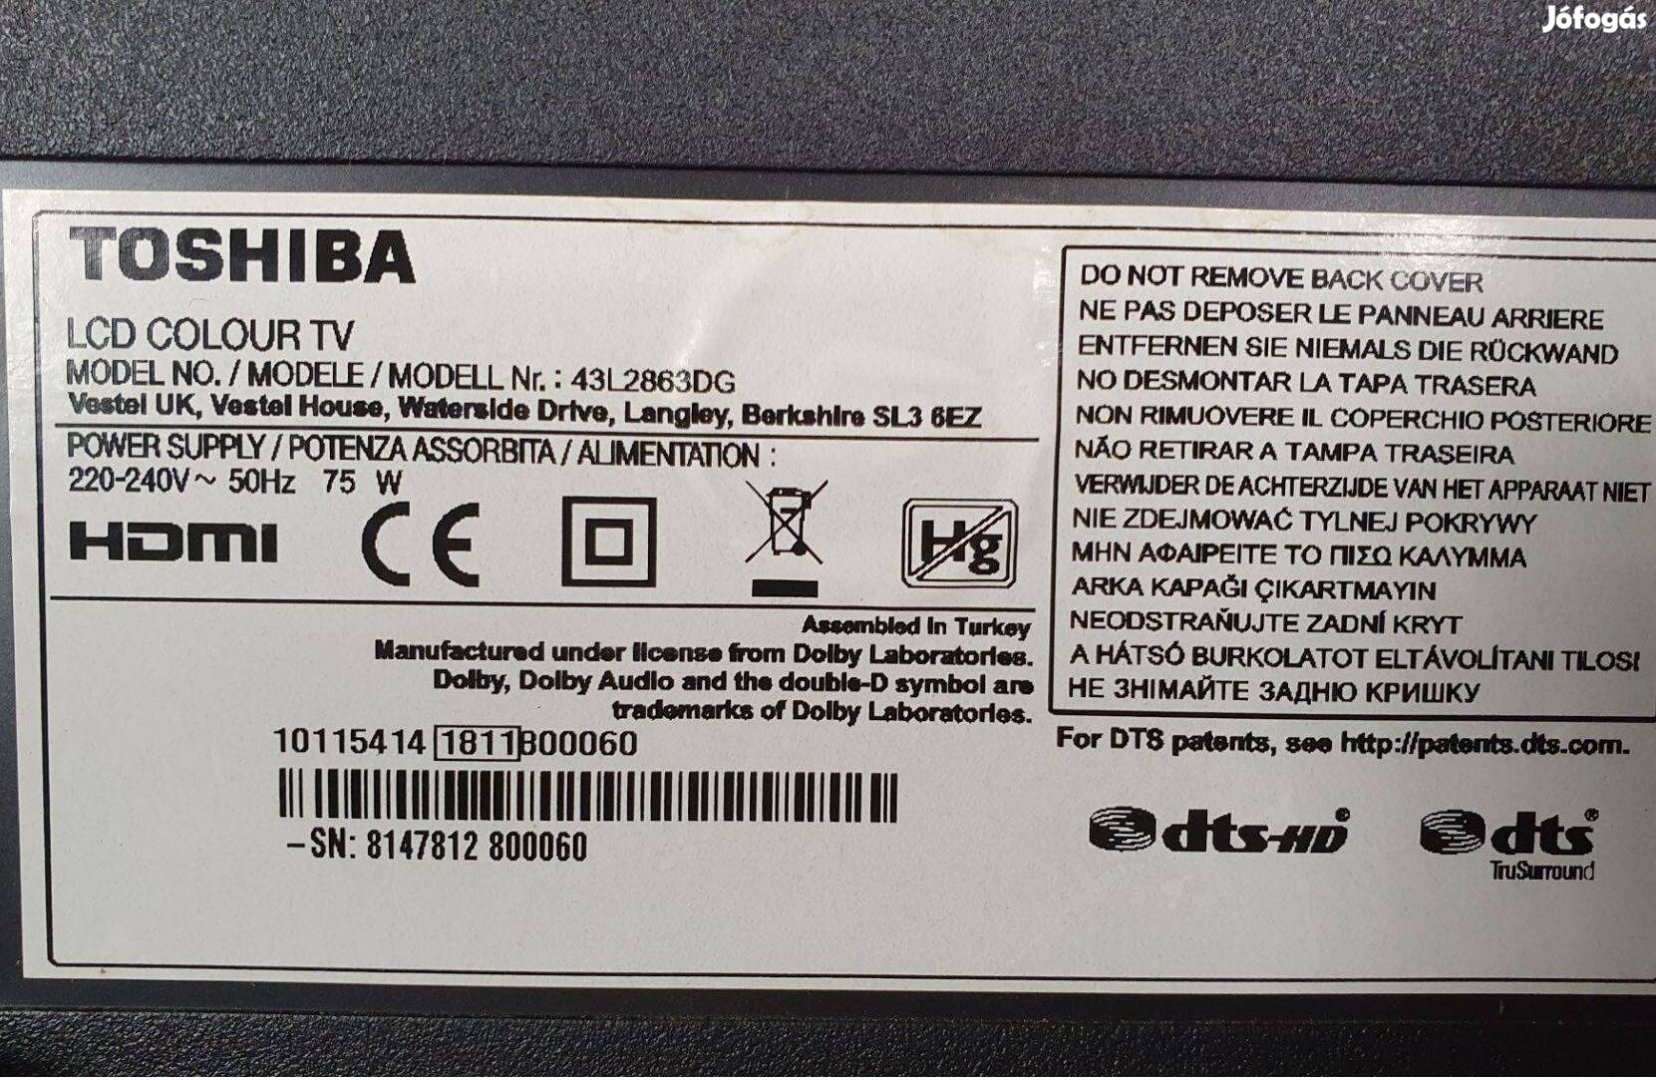 Jófogás
TOSHIBA
LCD COLOUR TV
MODEL NO. / MODELE / MODELL Nr. : 43L2863DG
Vestel UK, Vestel House, Waterside Drive, Langley, Berkshire SL3 6EZ
POWER SUPPLY / POTENZA ASSORBITA / ALIMENTATION :
220-240V ~ 50Hz 75 W
HDMI CE Hg
Assembled in Turkey
Manufactured under license from Dolby Laboratories.
Dolby, Dolby Audio and the double-D symbol are
trademarks of Dolby Laboratories.
10115414 1811B00060
-SN: 8147812 800060
DO NOT REMOVE BACK COVER
NE PAS DEPOSER LE PANNEAU ARRIERE
ENTFERNEN SIE NIEMALS DIE RÜCKWAND
NO DESMONTAR LA TAPA TRASERA
NON RIMUOVERE IL COPERCHIO POSTERIORE
NÃO RETIRAR A TAMPA TRASEIRA
VERWIJDER DE ACHTERZIJDE VAN HET APPARAAT NIET
NIE ZDEJMOWAĆ TYLNEJ POKRYWY
ΜΗΝ ΑΦΑΙΡΕΙΤΕ ΤΟ ΠΙΣΩ ΚΑΛΥΜΜΑ
ARKA KAPAĞI ÇIKARTMAYIN
NEODSTRAŇUJTE ZADNÍ KRYT
A HÁTSÓ BURKOLATOT ELTÁVOLÍTANI TILOS!
НЕ ЗНІМАЙТЕ ЗАДНЮ КРИШКУ
For DTS patents, see http://patents.dts.com.
dts-HD®
dts®
TruSurround